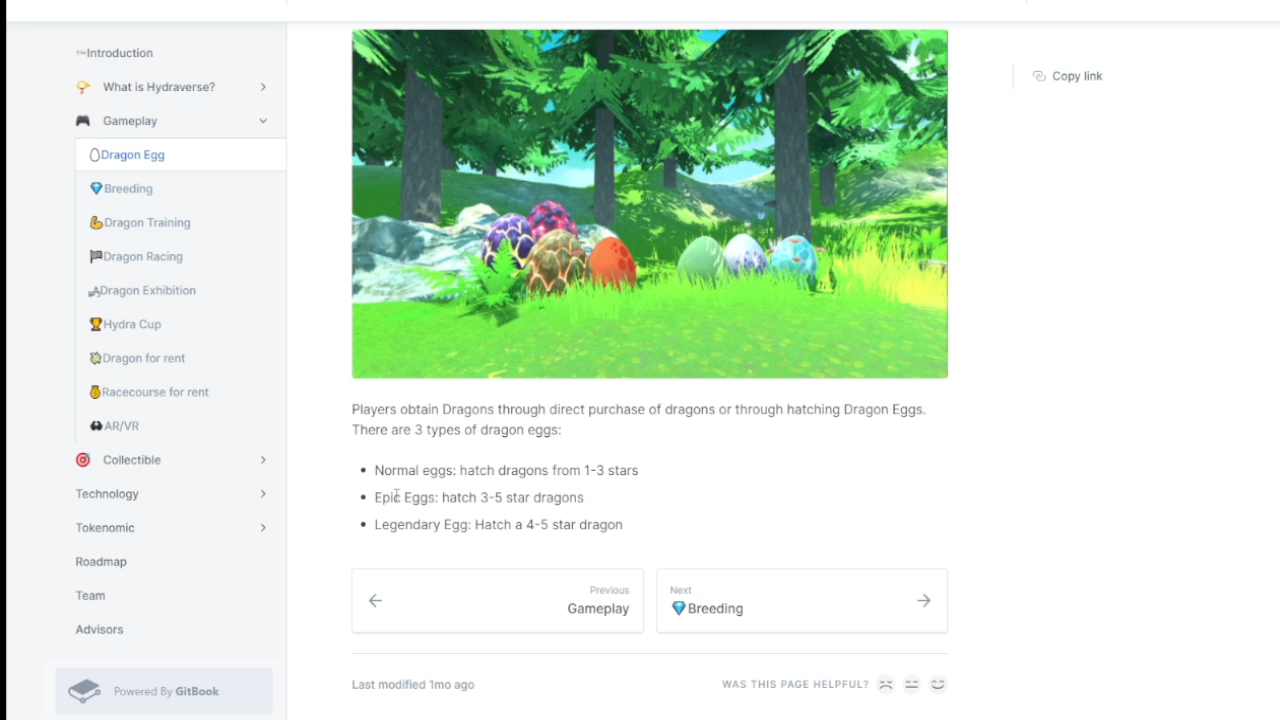 Introduction
What is Hydraverse?
Gameplay
Dragon Egg
Breeding
Dragon Training
Dragon Racing
Dragon Exhibition
Hydra Cup
Dragon for rent
Racecourse for rent
AR/VR
Collectible
Technology
Tokenomic
Roadmap
Team
Advisors
Powered By GitBook
Players obtain Dragons through direct purchase of dragons or through hatching Dragon Eggs.
There are 3 types of dragon eggs:
• Normal eggs: hatch dragons from 1-3 stars
• Epic Eggs: hatch 3-5 star dragons
• Legendary Egg: Hatch a 4-5 star dragon
Previous
Gameplay
Next
Breeding
Last modified 1mo ago
WAS THIS PAGE HELPFUL?
Copy link